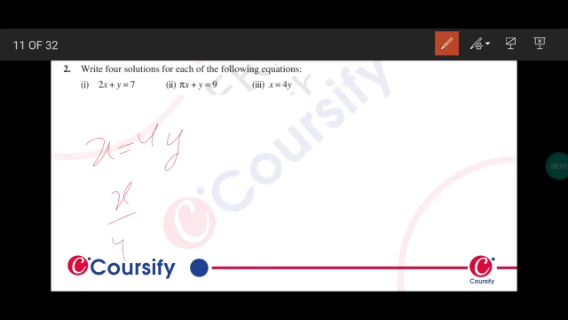 11 OF 32
2. Write four solutions for each of the following equations:
(i) 2x + y = 7 (ii) πx + y = 9 (iii) x = 4y
x = 4y
x
Coursify
Coursify
Coursify